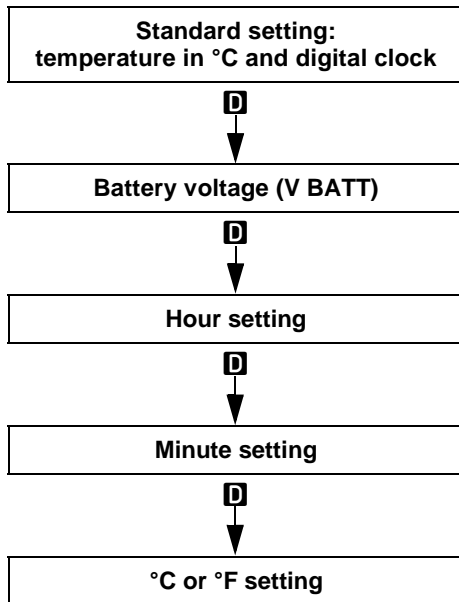 Standard setting:
temperature in °C and digital clock
D
Battery voltage (V BATT)
D
Hour setting
D
Minute setting
D
°C or °F setting